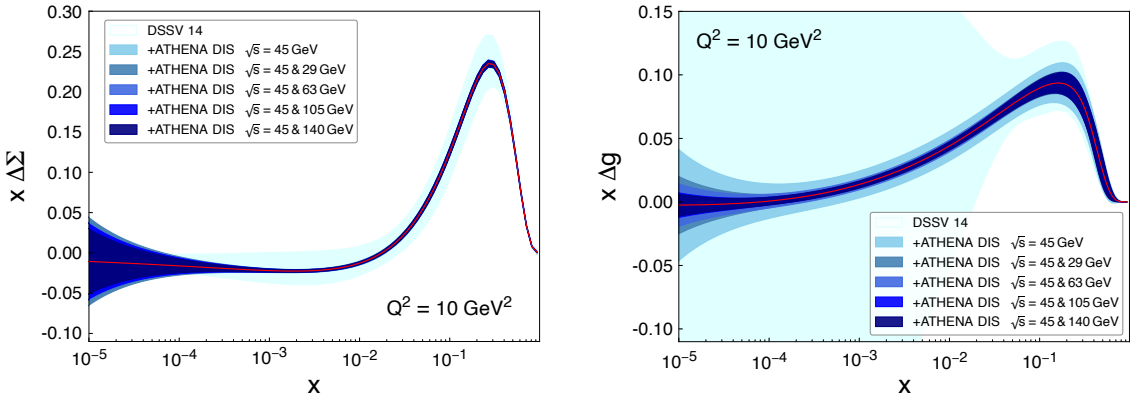 0.30
0.25
0.20
0.15
0.10
0.05
0.00
-0.05
-0.10
x ΔΣ
DSSV 14
+ATHENA DIS √s = 45 GeV
+ATHENA DIS √s = 45 & 29 GeV
+ATHENA DIS √s = 45 & 63 GeV
+ATHENA DIS √s = 45 & 105 GeV
+ATHENA DIS √s = 45 & 140 GeV
Q² = 10 GeV²
10⁻⁵ 10⁻⁴ 10⁻³ 10⁻² 10⁻¹
x
0.15
0.10
0.05
0.00
-0.05
-0.11
x Δg
Q² = 10 GeV²
DSSV 14
+ATHENA DIS √s = 45 GeV
+ATHENA DIS √s = 45 & 29 GeV
+ATHENA DIS √s = 45 & 63 GeV
+ATHENA DIS √s = 45 & 105 GeV
+ATHENA DIS √s = 45 & 140 GeV
10⁻⁵ 10⁻⁴ 10⁻³ 10⁻² 10⁻¹
x